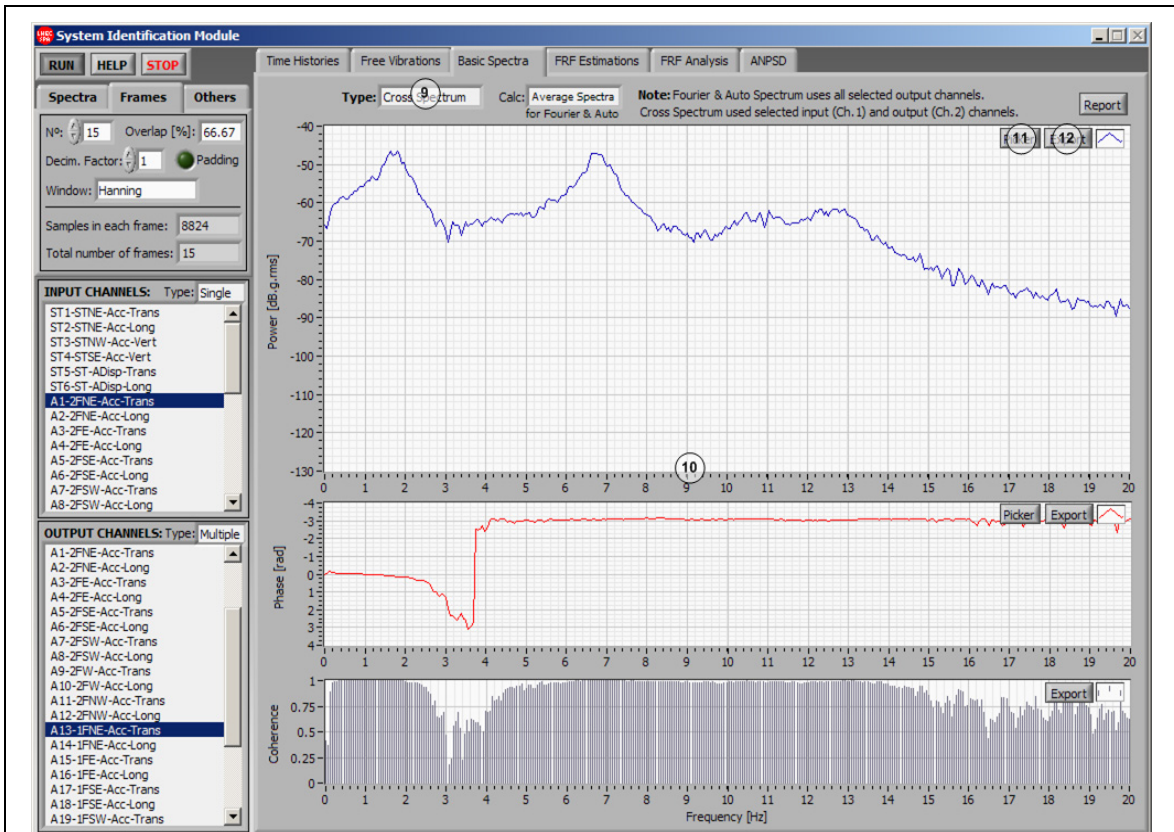 LNEC
SPA
System Identification Module
RUN HELP STOP
Time Histories Free Vibrations Basic Spectra FRF Estimations FRF Analysis ANPSD
Spectra Frames Others
Nº: 15 Overlap [%]: 66.67
Decim. Factor: 1 Padding
Window: Hanning
Samples in each frame: 8824
Total number of frames: 15
INPUT CHANNELS: Type: Single
ST1-STNE-Acc-Trans
ST2-STNE-Acc-Long
ST3-STNW-Acc-Vert
ST4-STSE-Acc-Vert
ST5-ST-ADisp-Trans
ST6-ST-ADisp-Long
A1-2FNE-Acc-Trans
A2-2FNE-Acc-Long
A3-2FE-Acc-Trans
A4-2FE-Acc-Long
A5-2FSE-Acc-Trans
A6-2FSE-Acc-Long
A7-2FSW-Acc-Trans
A8-2FSW-Acc-Long
OUTPUT CHANNELS: Type: Multiple
A1-2FNE-Acc-Trans
A2-2FNE-Acc-Long
A3-2FE-Acc-Trans
A4-2FE-Acc-Long
A5-2FSE-Acc-Trans
A6-2FSE-Acc-Long
A7-2FSW-Acc-Trans
A8-2FSW-Acc-Long
A9-2FW-Acc-Trans
A10-2FW-Acc-Long
A11-2FNW-Acc-Trans
A12-2FNW-Acc-Long
A13-1FNE-Acc-Trans
A14-1FNE-Acc-Long
A15-1FE-Acc-Trans
A16-1FE-Acc-Long
A17-1FSE-Acc-Trans
A18-1FSE-Acc-Long
A19-1FSW-Acc-Trans
Type: Cross Spectrum 9 Calc: Average Spectra
for Fourier & Auto
Note: Fourier & Auto Spectrum uses all selected output channels.
Cross Spectrum used selected input (Ch.1) and output (Ch.2) channels.
Report
Picker 11 Export 12
Power [dB.g.rms]
-40
-50
-60
-70
-80
-90
-100
-110
-120
-130
10
0 1 2 3 4 5 6 7 8 9 10 11 12 13 14 15 16 17 18 19 20
Picker Export
Phase [rad]
-4
-3
-2
-1
0
1
2
3
4
0 1 2 3 4 5 6 7 8 9 10 11 12 13 14 15 16 17 18 19 20
Export
Coherence
1
0.75
0.5
0.25
0
0 1 2 3 4 5 6 7 8 9 10 11 12 13 14 15 16 17 18 19 20
Frequency [Hz]